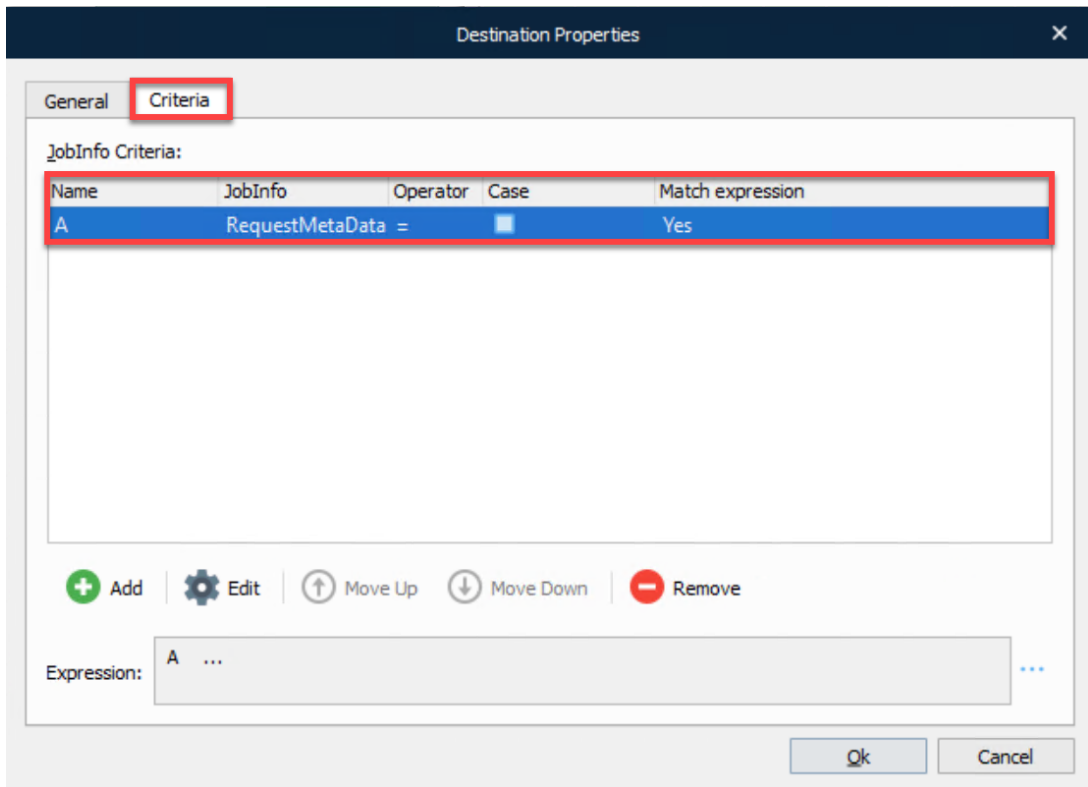 Destination Properties
General Criteria
JobInfo Criteria:
Name JobInfo Operator Case Match expression
A RequestMetaData = Yes
Add Edit Move Up Move Down Remove
Expression: A ...
Ok Cancel